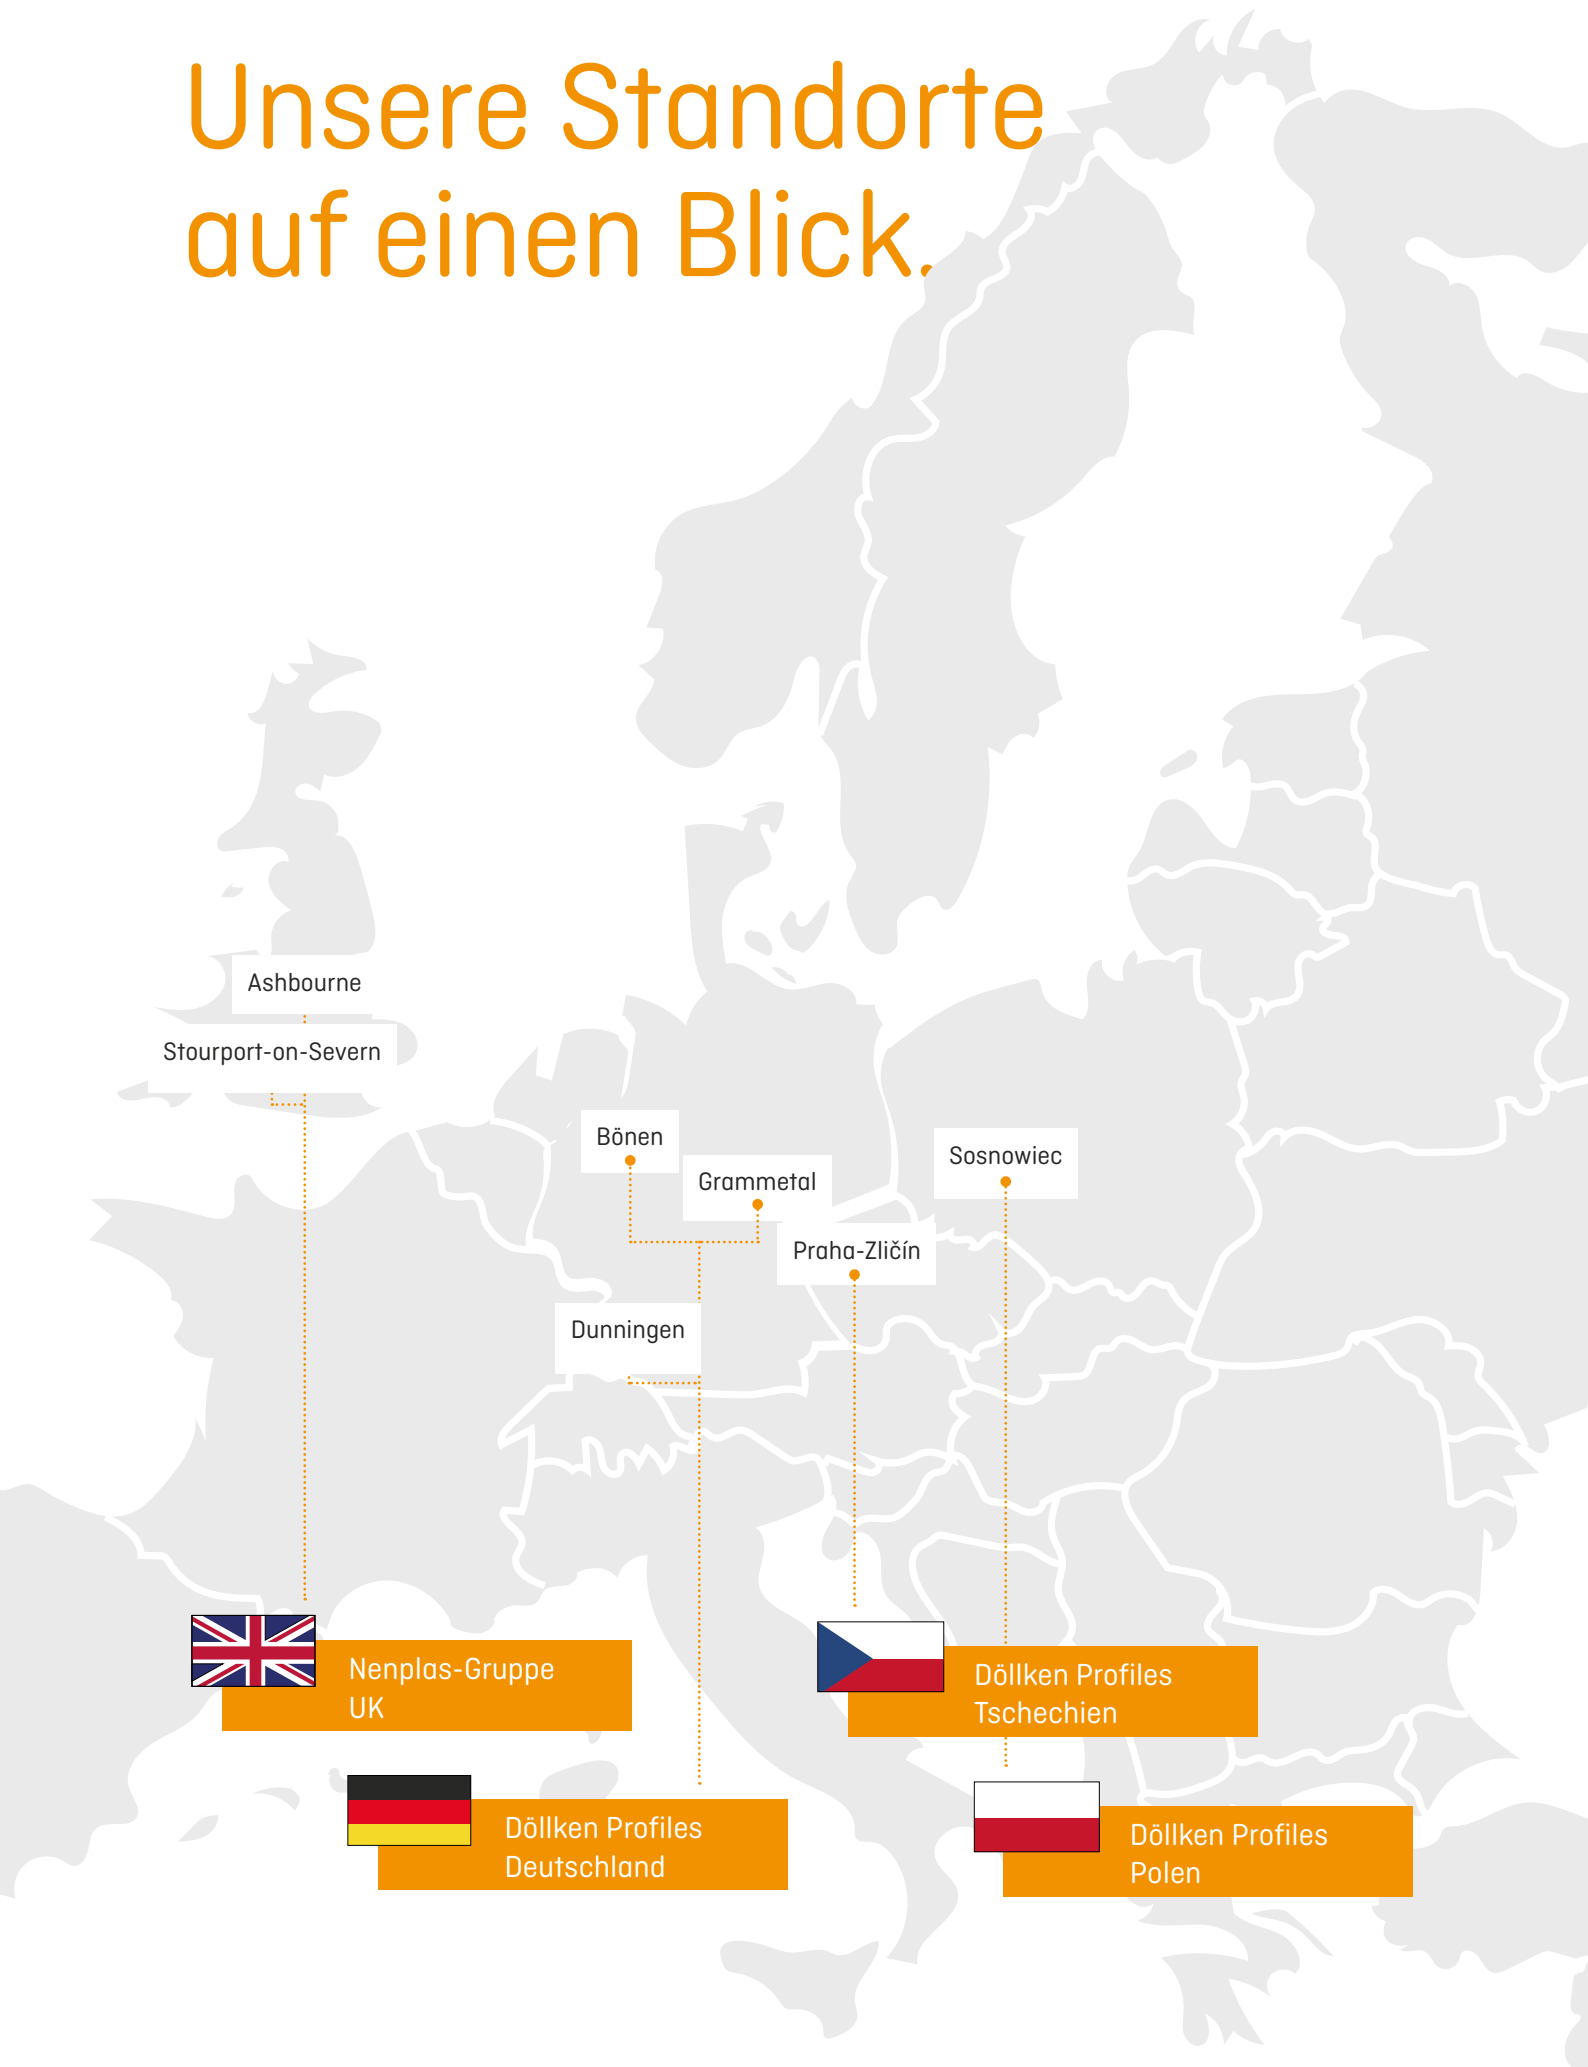 Unsere Standorte
auf einen Blick.
Ashbourne
Stourport-on-Severn
Bönen
Grammetal
Sosnowiec
Praha-Zličín
Dunningen
Nenplas-Gruppe
UK
Döllken Profiles
Tschechien
Döllken Profiles
Deutschland
Döllken Profiles
Polen